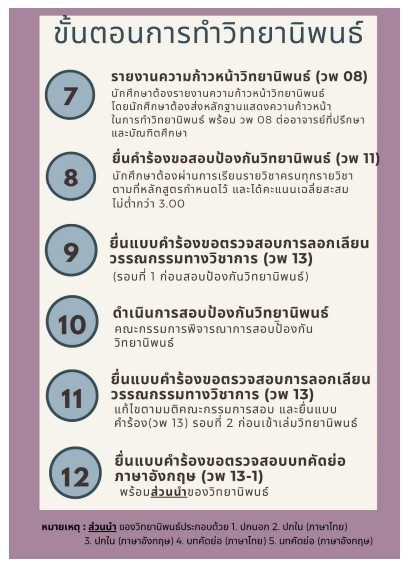 ขั้นตอนการทำวิทยานิพนธ์
7
รายงานความก้าวหน้าวิทยานิพนธ์ (วพ 08)
นักศึกษาต้องรายงานความก้าวหน้าวิทยานิพนธ์
โดยนักศึกษาต้องส่งหลักฐานแสดงความก้าวหน้า
ในการทำวิทยานิพนธ์ พร้อม วพ 08 ต่ออาจารย์ที่ปรึกษา
และบัณฑิตศึกษา
8
ยื่นคำร้องขอสอบป้องกันวิทยานิพนธ์ (วพ 11)
นักศึกษาต้องผ่านการเรียนรายวิชาครบทุกรายวิชา
ตามที่หลักสูตรกำหนดไว้ และได้คะแนนเฉลี่ยสะสม
ไม่ต่ำกว่า 3.00
9
ยื่นแบบคำร้องขอตรวจสอบการลอกเลียน
วรรณกรรมทางวิชาการ (วพ 13)
(รอบที่ 1 ก่อนสอบป้องกันวิทยานิพนธ์)
10
ดำเนินการสอบป้องกันวิทยานิพนธ์
คณะกรรมการพิจารณาการสอบป้องกัน
วิทยานิพนธ์
11
ยื่นแบบคำร้องขอตรวจสอบการลอกเลียน
วรรณกรรมทางวิชาการ (วพ 13)
แก้ไขตามมติคณะกรรมการสอบ และยื่นแบบ
คำร้อง(วพ 13) รอบที่ 2 ก่อนเข้าเล่มวิทยานิพนธ์
12
ยื่นแบบคำร้องขอตรวจสอบบทคัดย่อ
ภาษาอังกฤษ (วพ 13-1)
พร้อมส่วนนำของวิทยานิพนธ์
หมายเหตุ : ส่วนนำ ของวิทยานิพนธ์ประกอบด้วย 1. ปกนอก 2. ปกใน (ภาษาไทย)
3. ปกใน (ภาษาอังกฤษ) 4. บทคัดย่อ (ภาษาไทย) 5. บทคัดย่อ (ภาษาอังกฤษ)